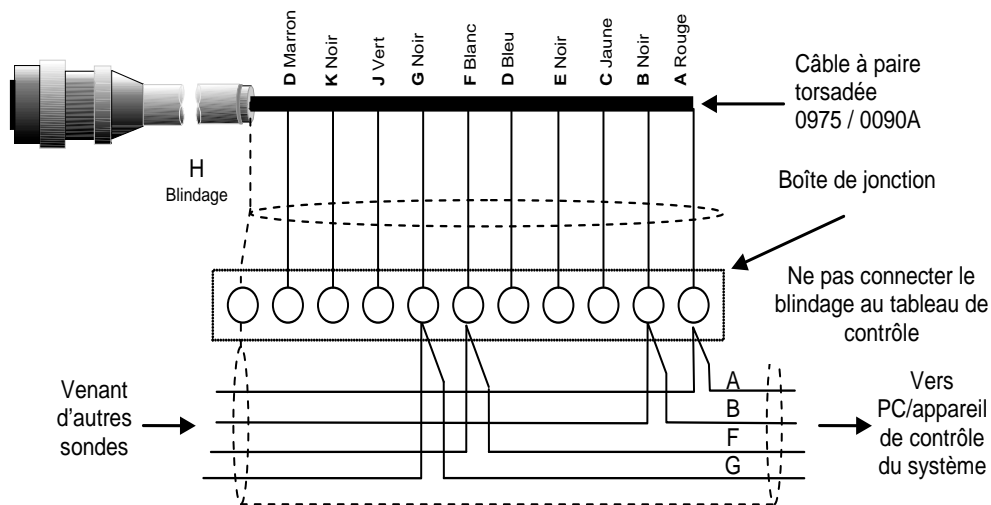 D Marron
K Noir
J Vert
G Noir
F Blanc
D Bleu
E Noir
C Jaune
B Noir
A Rouge
Câble à paire
torsadée
0975 / 0090A
H
Blindage
Boîte de jonction
Ne pas connecter le
blindage au tableau de
contrôle
Venant
d'autres
sondes
A
B
F
G
Vers
PC/appareil
de contrôle
du système